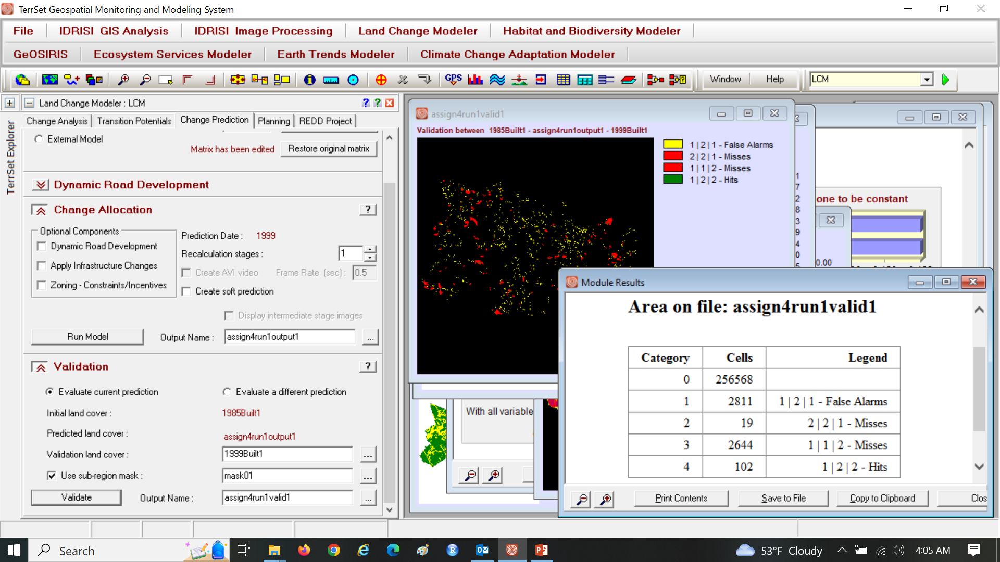 TerrSet Geospatial Monitoring and Modeling System
File IDRISI GIS Analysis IDRISI Image Processing Land Change Modeler Habitat and Biodiversity Modeler
GeOSIRIS Ecosystem Services Modeler Earth Trends Modeler Climate Change Adaptation Modeler
GPS Window Help LCM
TerrSet Explorer
Land Change Modeler : LCM
Change Analysis Transition Potentials Change Prediction Planning REDD Project
External Model
Matrix has been edited Restore original matrix
Dynamic Road Development
Change Allocation ?
Optional Components
Dynamic Road Development
Apply Infrastructure Changes
Zoning - Constraints/Incentives
Prediction Date : 1999
Recalculation stages : 1
Create AVI video Frame Rate (sec) : 0.5
Create soft prediction
Display intermediate stage images
Run Model Output Name : assign4run1output1 ...
Validation ?
Evaluate current prediction Evaluate a different prediction
Initial land cover : 1985Built1
Predicted land cover : assign4run1output1
Validation land cover : 1999Built1 ...
Use sub-region mask : mask01 ...
Validate Output Name : assign4run1valid1 ...
assign4run1valid1
Validation between 1985Built1 - assign4run1output1 - 1999Built1
1 | 2 | 1 - False Alarms
2 | 2 | 1 - Misses
1 | 1 | 2 - Misses
1 | 2 | 2 - Hits
1
7
2
8
3
9
4
0
one to be constant
0.00
With all variable
Module Results
Area on file: assign4run1valid1
Category Cells Legend
0 256568
1 2811 1 | 2 | 1 - False Alarms
2 19 2 | 2 | 1 - Misses
3 2644 1 | 1 | 2 - Misses
4 102 1 | 2 | 2 - Hits
Print Contents Save to File Copy to Clipboard Clos
Search
53°F Cloudy 4:05 AM